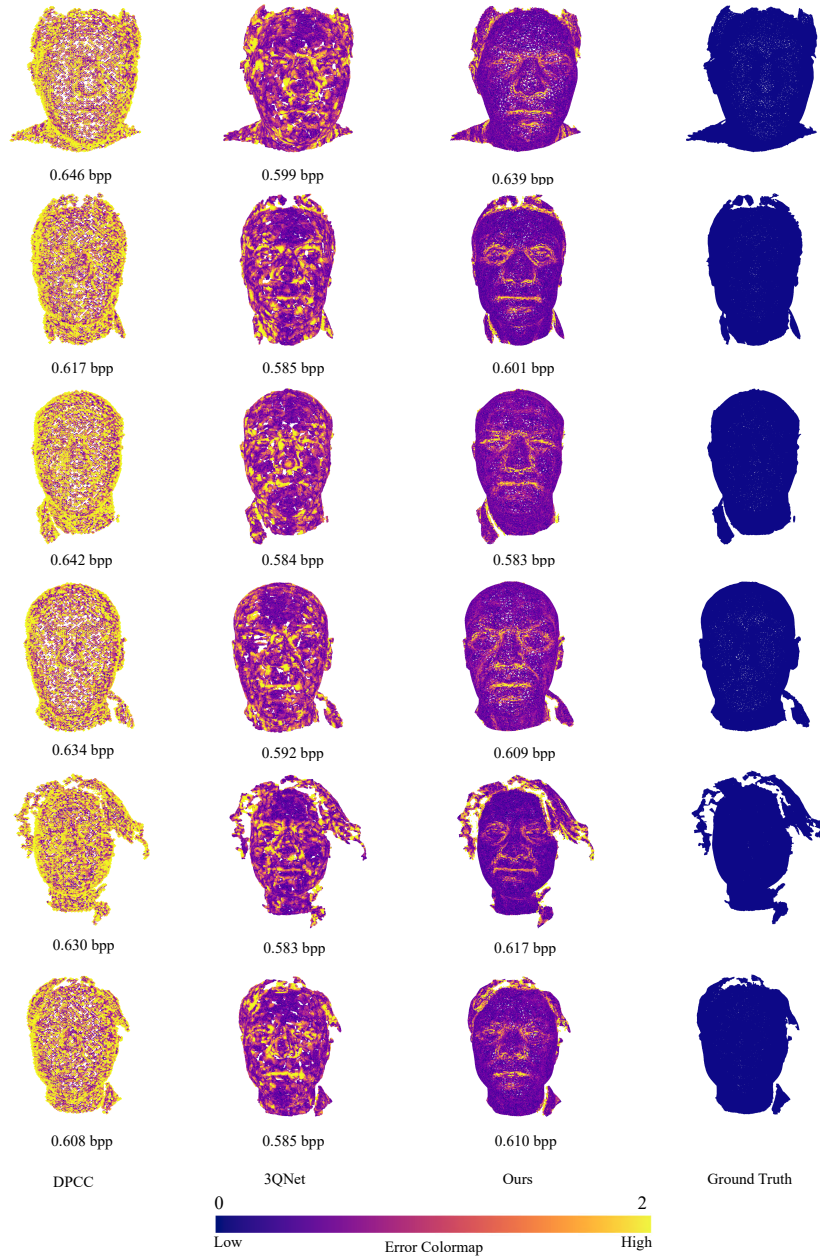 0.646 bpp 0.599 bpp 0.639 bpp
0.617 bpp 0.585 bpp 0.601 bpp
0.642 bpp 0.584 bpp 0.583 bpp
0.634 bpp 0.592 bpp 0.609 bpp
0.630 bpp 0.583 bpp 0.617 bpp
0.608 bpp 0.585 bpp 0.610 bpp
DPCC 3QNet Ours Ground Truth
0 2
Low Error Colormap High